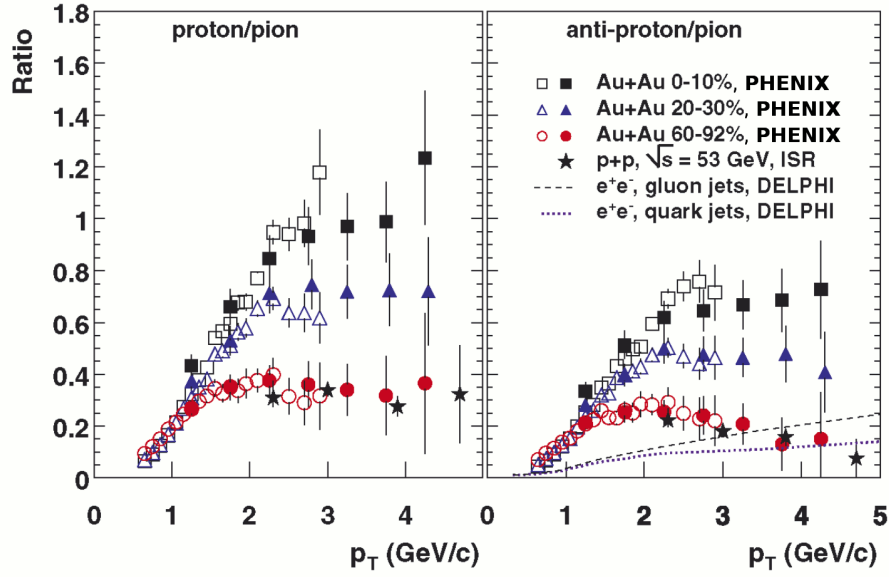 proton/pion
anti-proton/pion
Ratio
1.8
1.6
1.4
1.2
1
0.8
0.6
0.4
0.2
0
Au+Au 0-10%, PHENIX
Au+Au 20-30%, PHENIX
Au+Au 60-92%, PHENIX
p+p, √s = 53 GeV, ISR
e⁺e⁻, gluon jets, DELPHI
e⁺e⁻, quark jets, DELPHI
0 1 2 3 4 0 1 2 3 4 5
p_T (GeV/c) p_T (GeV/c)